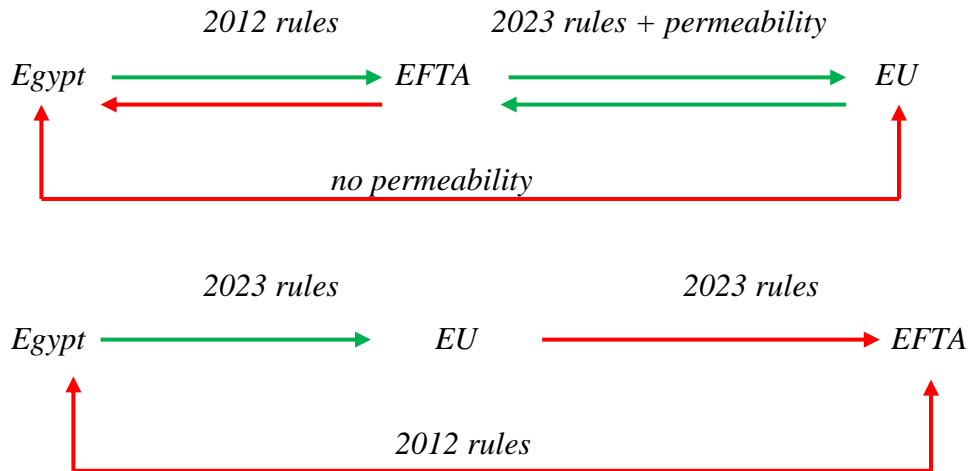 2012 rules 2023 rules + permeability
Egypt EFTA EU
no permeability
2023 rules 2023 rules
Egypt EU EFTA
2012 rules